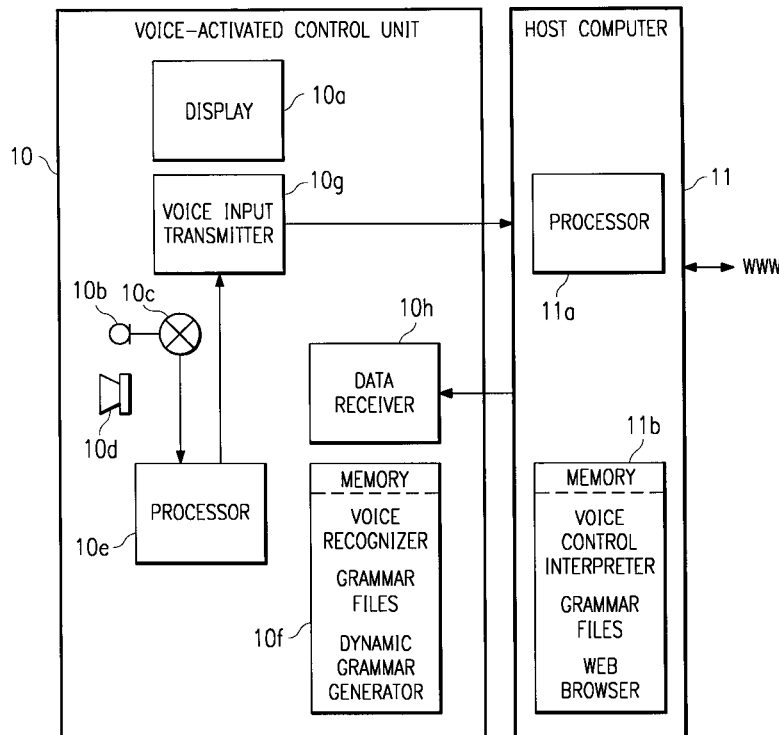 VOICE-ACTIVATED CONTROL UNIT
HOST COMPUTER
DISPLAY
10a
10
10g
VOICE INPUT
TRANSMITTER
11
PROCESSOR
11a
WWW
10b
10c
10h
DATA
RECEIVER
10d
PROCESSOR
10e
MEMORY
VOICE
RECOGNIZER
GRAMMAR
FILES
DYNAMIC
GRAMMAR
GENERATOR
10f
11b
MEMORY
VOICE
CONTROL
INTERPRETER
GRAMMAR
FILES
WEB
BROWSER